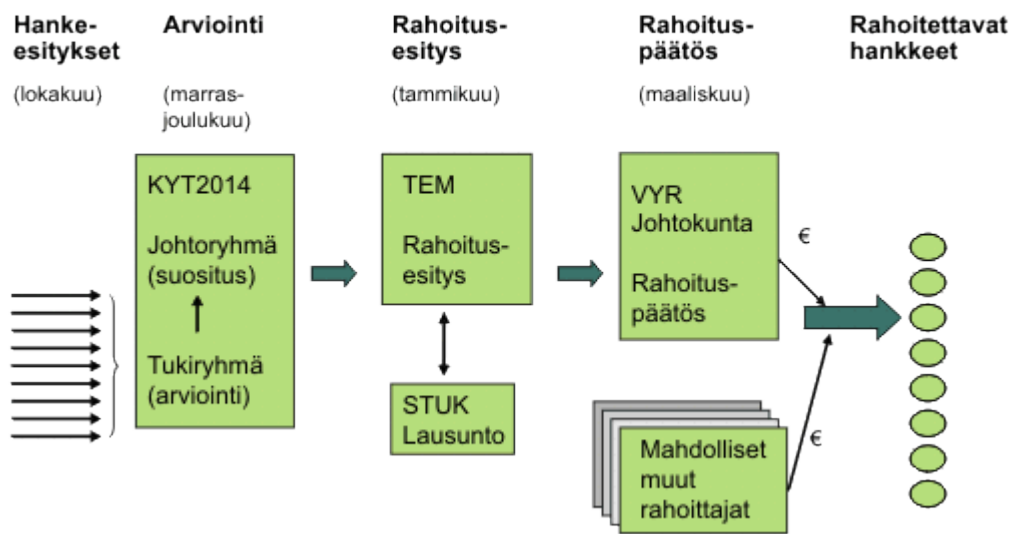 Hanke-
esitykset
(lokakuu)
Arviointi
(marras-
joulukuu)
Rahoitus-
esitys
(tammikuu)
Rahoitus-
päätös
(maaliskuu)
Rahoitettavat
hankkeet
KYT2014
Johtoryhmä
(suositus)
Tukiryhmä
(arviointi)
TEM
Rahoitus-
esitys
STUK
Lausunto
VYR
Johtokunta
Rahoitus-
päätös
€
Mahdolliset
muut
rahoittajat
€